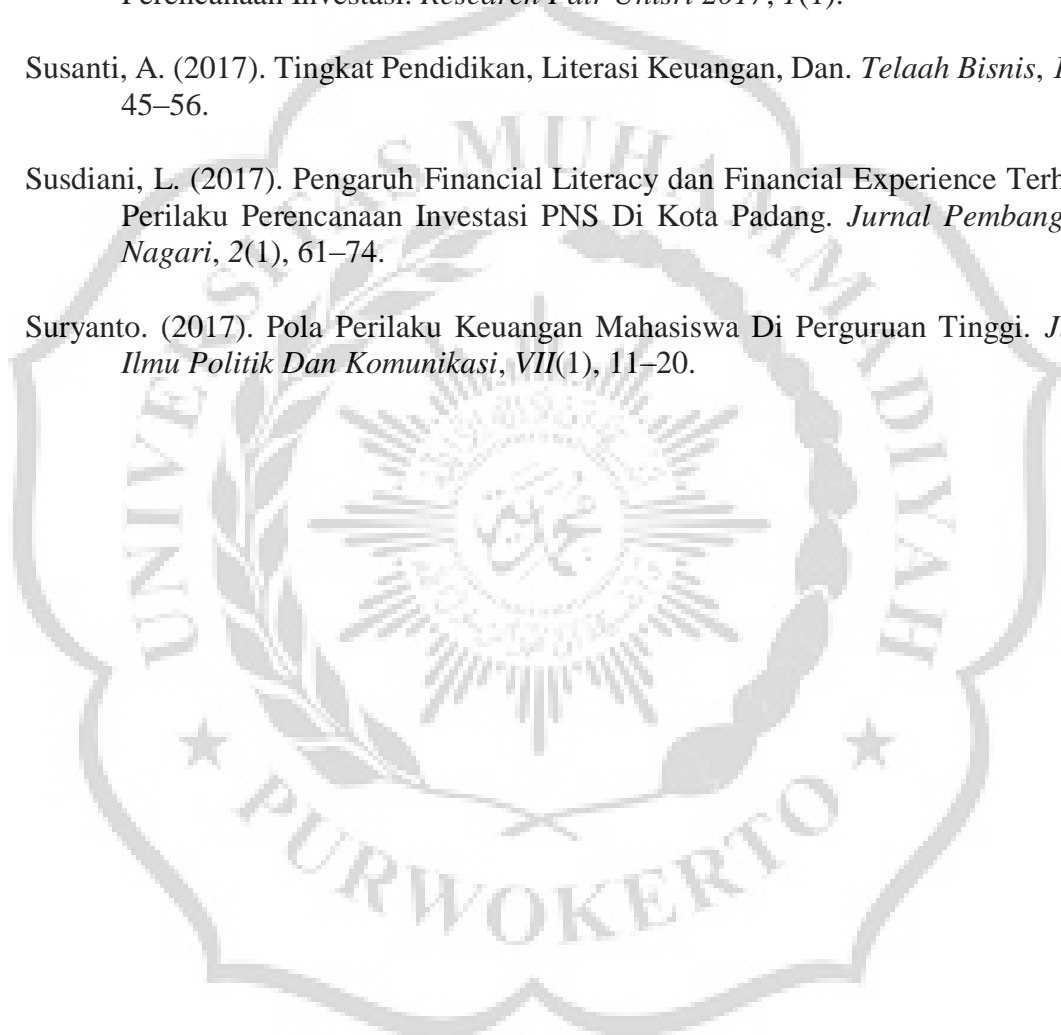 Perencanaan Investasi. Research Fair Unisri 2017, 1(1).
Susanti, A. (2017). Tingkat Pendidikan, Literasi Keuangan, Dan. Telaah Bisnis, 1
45–56.
Susdiani, L. (2017). Pengaruh Financial Literacy dan Financial Experience Terh
Perilaku Perencanaan Investasi PNS Di Kota Padang. Jurnal Pembang
Nagari, 2(1), 61–74.
Suryanto. (2017). Pola Perilaku Keuangan Mahasiswa Di Perguruan Tinggi. J
Ilmu Politik Dan Komunikasi, VII(1), 11–20.
UNIVERSITAS MUHAMMADIYAH
PURWOKERTO